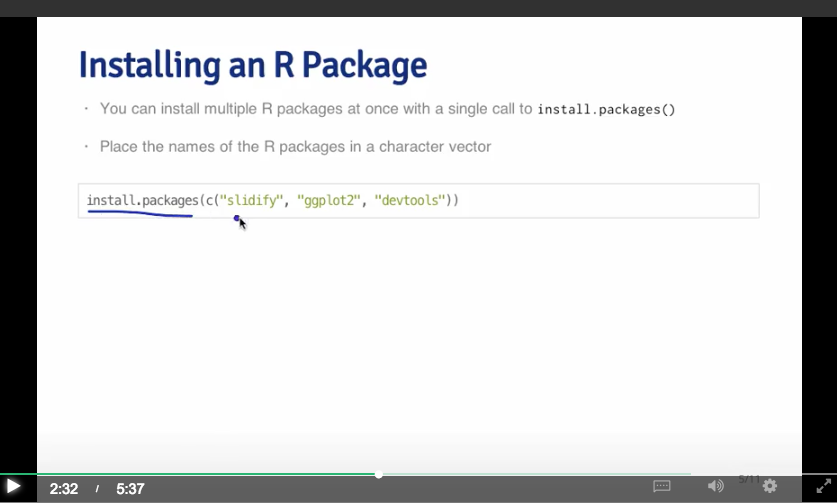 Installing an R Package
· You can install multiple R packages at once with a single call to install.packages()
· Place the names of the R packages in a character vector
install.packages(c("slidify", "ggplot2", "devtools"))
5/11
2:32 / 5:37